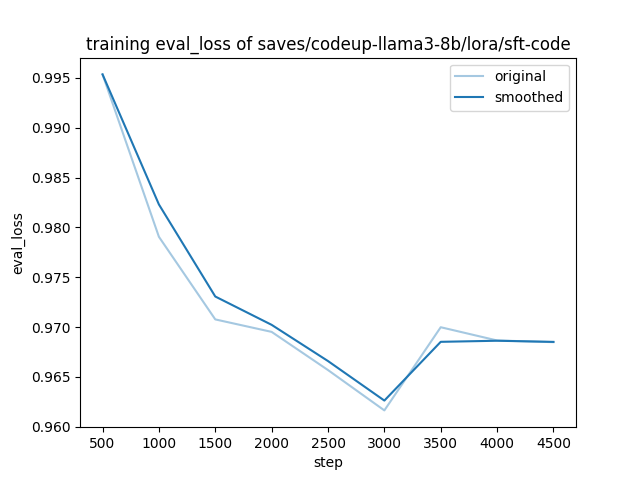 training eval_loss of saves/codeup-llama3-8b/lora/sft-code
original
smoothed
0.995
0.990
0.985
0.980
0.975
0.970
0.965
0.960
eval_loss
500 1000 1500 2000 2500 3000 3500 4000 4500
step